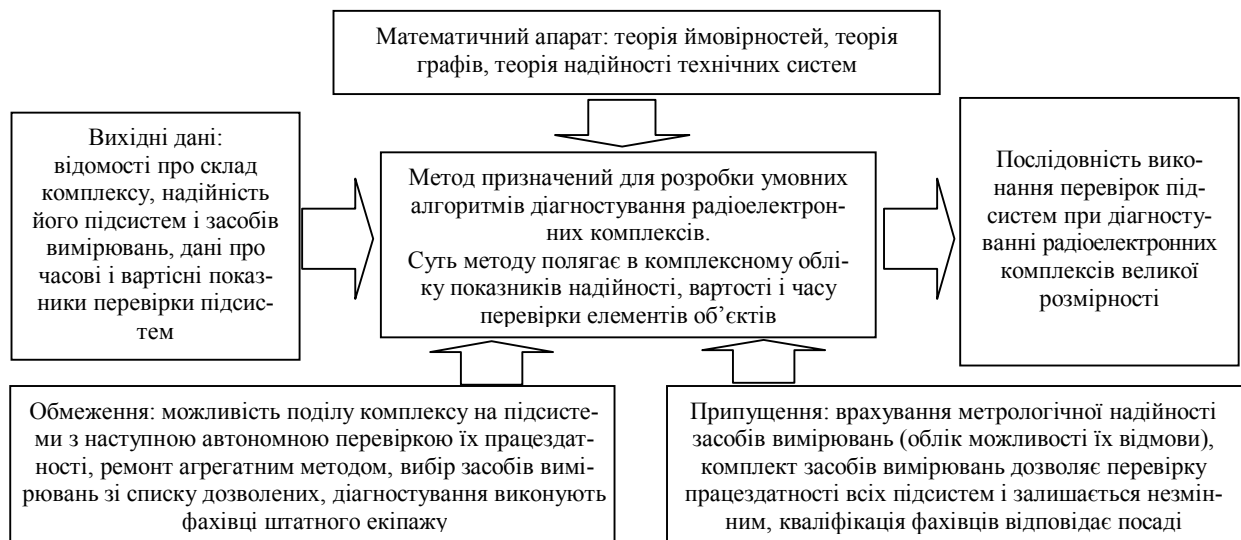 Математичний апарат: теорія ймовірностей, теорія
графів, теорія надійності технічних систем
Вихідні дані:
відомості про склад
комплексу, надійність
його підсистем і засобів
вимірювань, дані про
часові і вартісні показ-
ники перевірки підсис-
тем
Метод призначений для розробки умовних
алгоритмів діагностування радіоелектрон-
них комплексів.
Суть методу полягає в комплексному облі-
ку показників надійності, вартості і часу
перевірки елементів об’єктів
Послідовність вико-
нання перевірок під-
систем при діагносту-
ванні радіоелектронних
комплексів великої
розмірності
Обмеження: можливість поділу комплексу на підсисте-
ми з наступною автономною перевіркою їх працездат-
ності, ремонт агрегатним методом, вибір засобів вимі-
рювань зі списку дозволених, діагностування виконують
фахівці штатного екіпажу
Припущення: врахування метрологічної надійності
засобів вимірювань (облік можливості їх відмови),
комплект засобів вимірювань дозволяє перевірку
працездатності всіх підсистем і залишається незмін-
ним, кваліфікація фахівців відповідає посаді